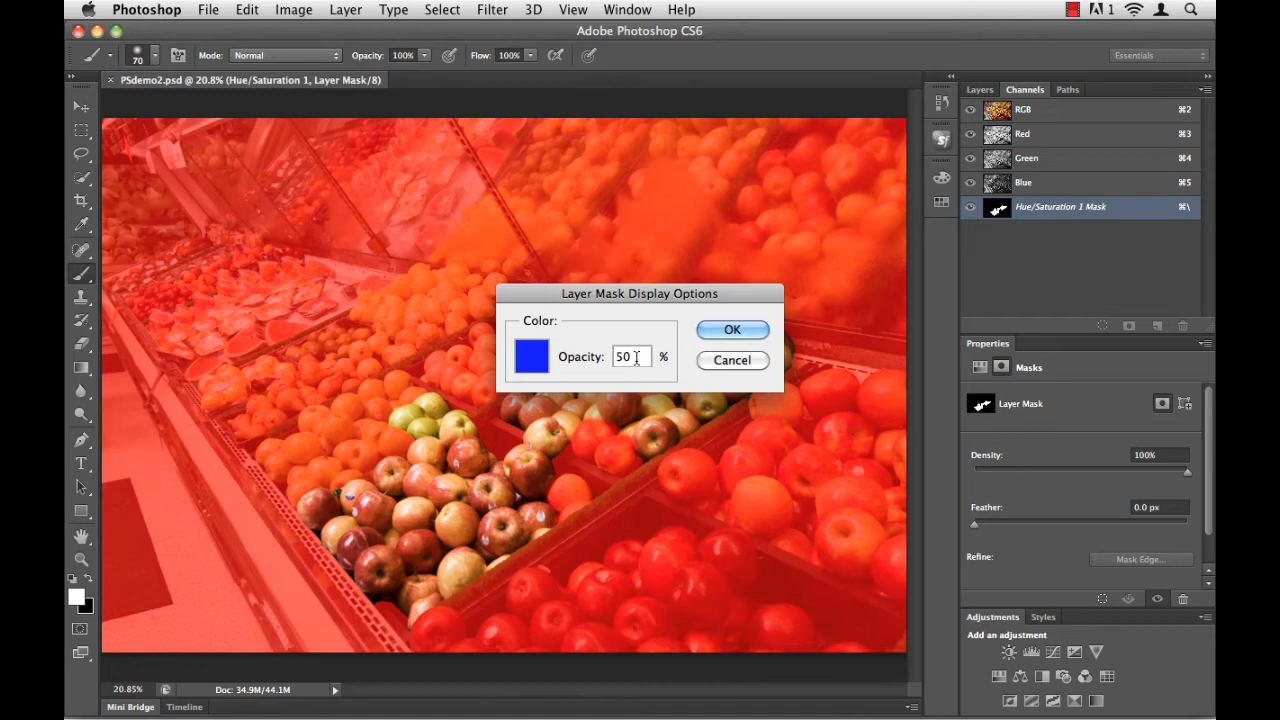 Photoshop File Edit Image Layer Type Select Filter 3D View Window Help 1
Adobe Photoshop CS6
70 Mode: Normal Opacity: 100% Flow: 100% Essentials
× PSdemo2.psd @ 20.8% (Hue/Saturation 1, Layer Mask/8)
Layers Channels Paths
RGB ⌘2
Red ⌘3
Green ⌘4
Blue ⌘5
Hue/Saturation 1 Mask ⌘\
Layer Mask Display Options
Color:
Opacity: 50 %
OK
Cancel
Properties
Masks
Layer Mask
Density: 100%
Feather: 0.0 px
Refine: Mask Edge...
Adjustments Styles
Add an adjustment
20.85% Doc: 34.9M/44.1M
Mini Bridge Timeline